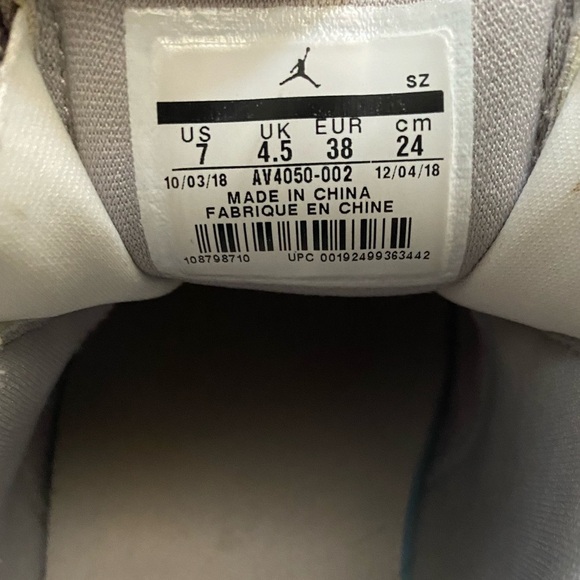 SZ
US UK EUR cm
7 4.5 38 24
10/03/18 AV4050-002 12/04/18
MADE IN CHINA
FABRIQUE EN CHINE
108798710 UPC 00192499363442